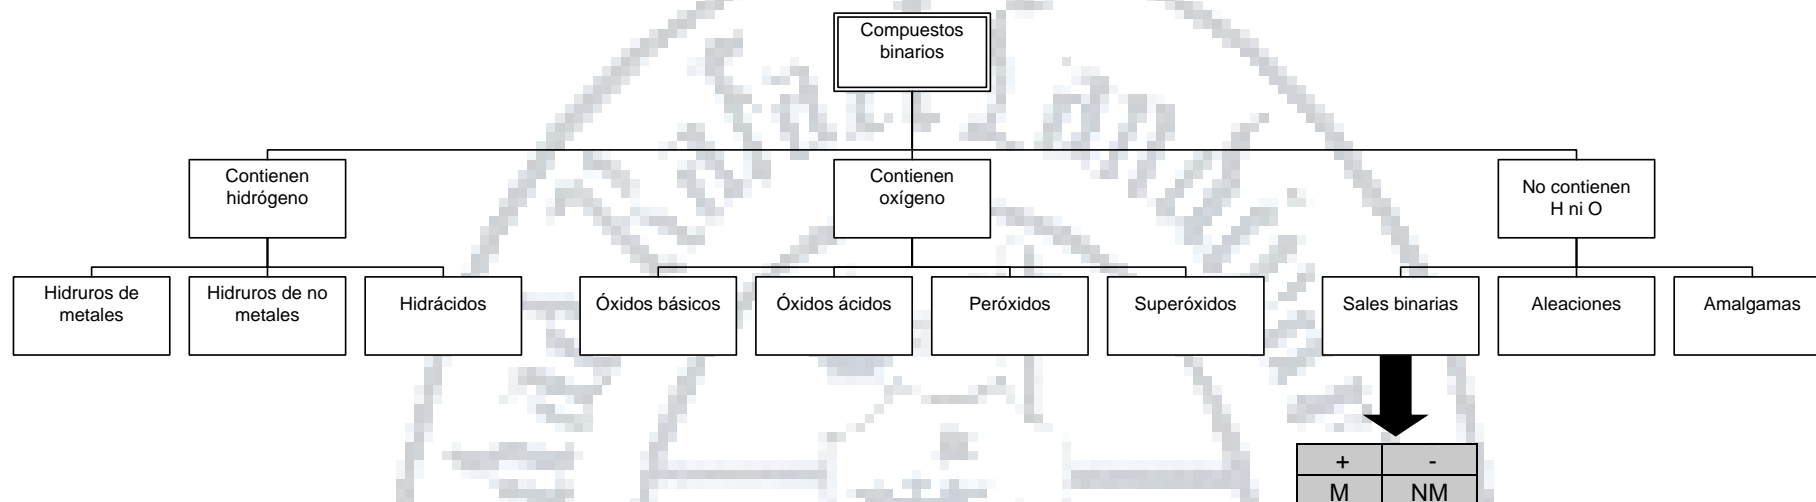 Compuestos
binarios
Contienen
hidrógeno
Contienen
oxígeno
No contienen
H ni O
Hidruros de
metales
Hidruros de no
metales
Hidrácidos
Óxidos básicos
Óxidos ácidos
Peróxidos
Superóxidos
Sales binarias
Aleaciones
Amalgamas
+ -
M NM